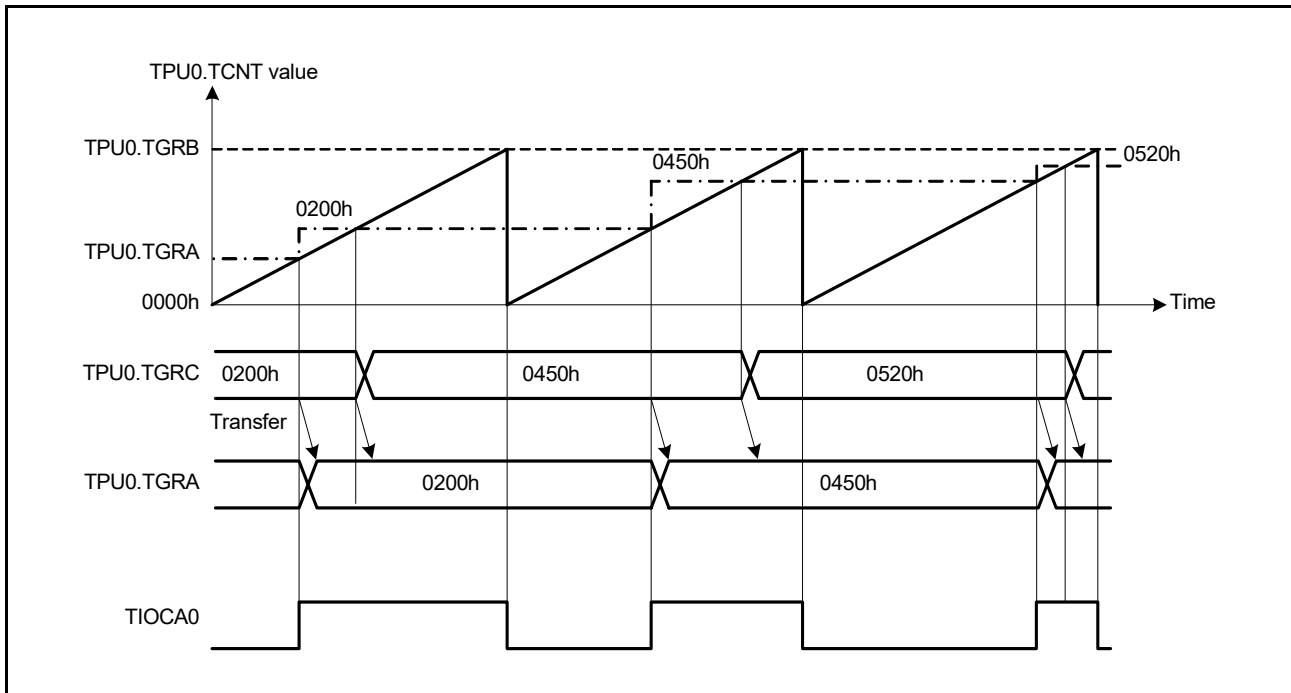 TPU0.TCNT value
TPU0.TGRB
0450h
0520h
0200h
TPU0.TGRA
0000h
Time
TPU0.TGRC
0200h
0450h
0520h
Transfer
TPU0.TGRA
0200h
0450h
TIOCA0